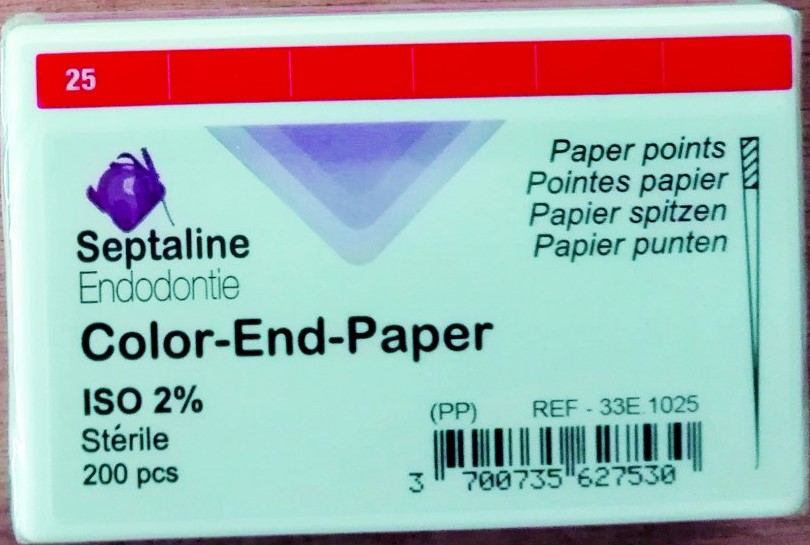 25
Paper points
Pointes papier
Papier spitzen
Papier punten
Septaline
Endodontie
Color-End-Paper
ISO 2%
Stérile
200 pcs
(PP) REF - 33E.1025
3 700735 627530